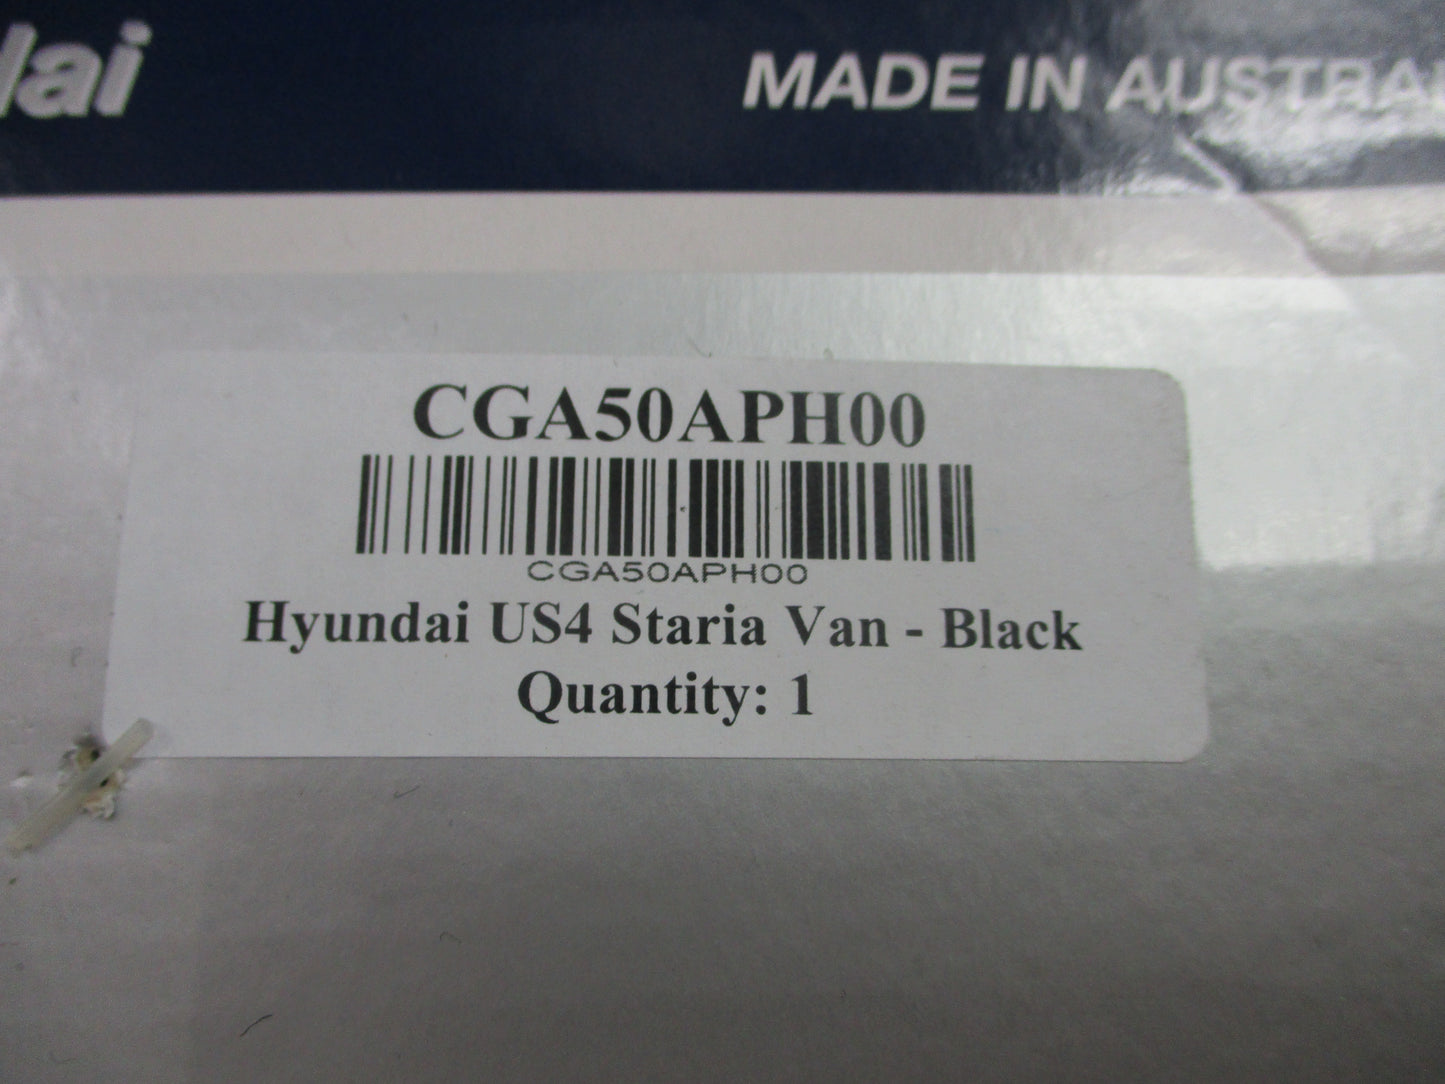 MADE IN
CGA50APH00
CGA50APH00
Hyundai US4 Staria Van - Black
Quantity: 1